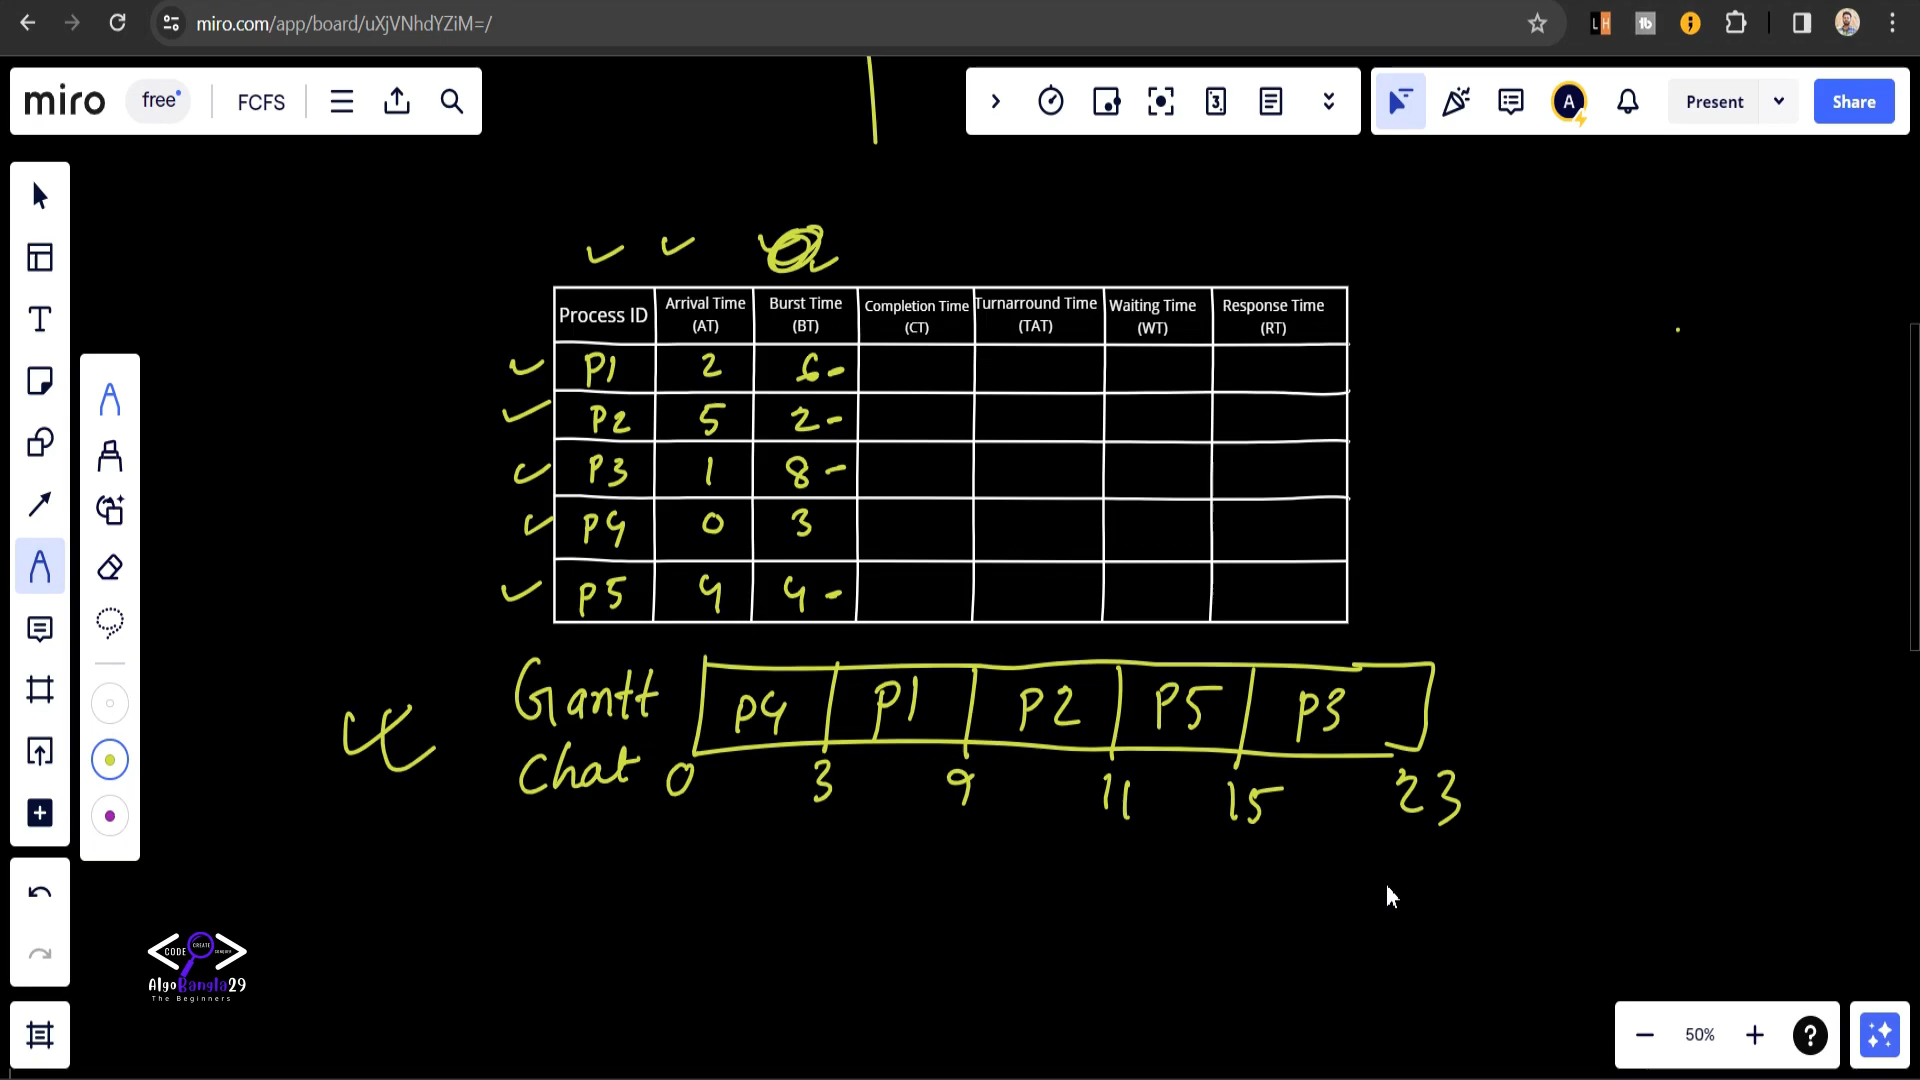 miro.com/app/board/uXjVNhdYZiM=/
miro free FCFS
3
A
Present Share
Process ID Arrival Time (AT) Burst Time (BT) Completion Time (CT) Turnarround Time (TAT) Waiting Time (WT) Response Time (RT)
P1 2 6
P2 5 2
P3 1 8
P4 0 3
P5 4 4
Gantt P4 P1 P2 P5 P3
Chat 0 3 9 11 15 23
CODE CREATE
AlgoBangla29
The Beginners
50%